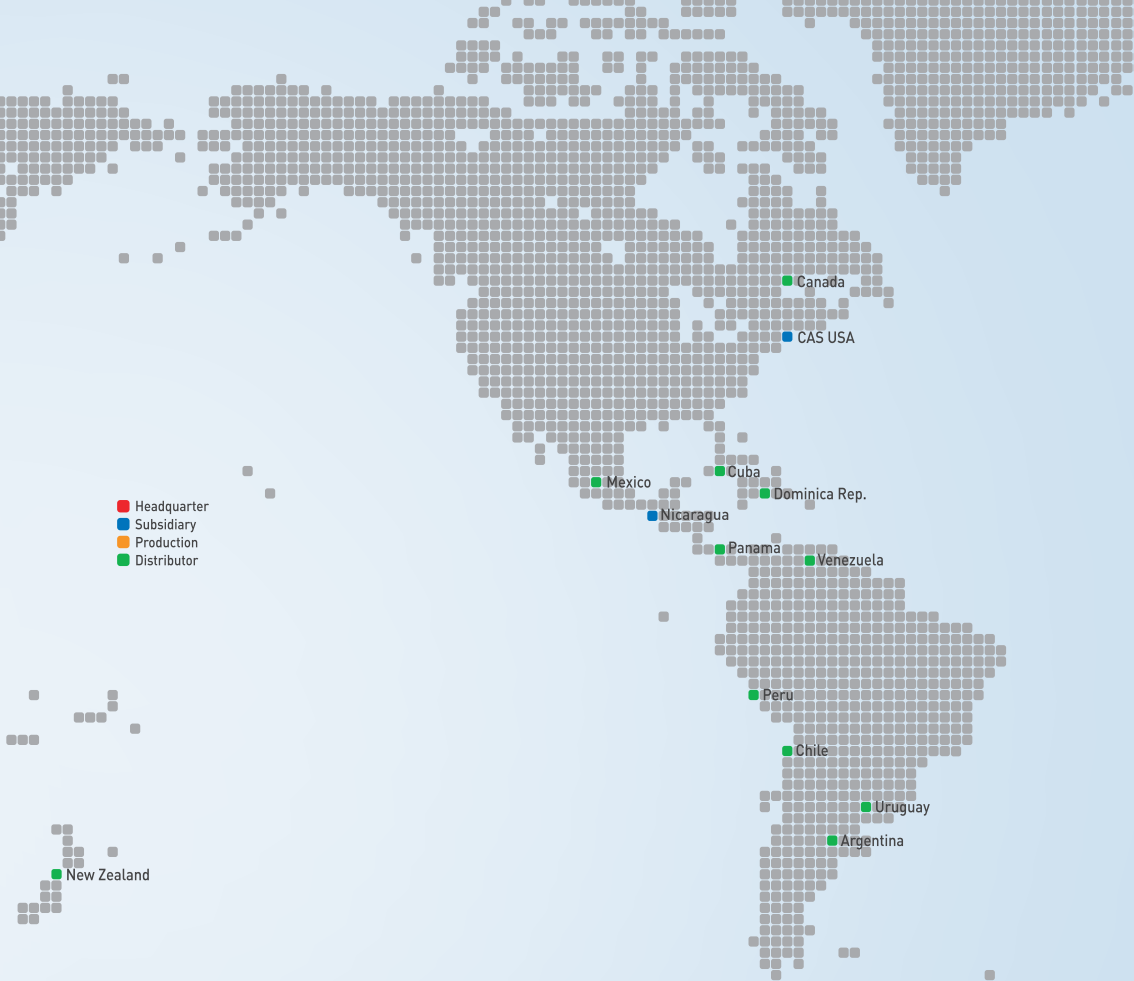 Canada
CAS USA
Cuba
Mexico
Dominica Rep.
Headquarter
Nicaragua
Subsidiary
Production
Panama
Distributor
Venezuela
Peru
Chile
Uruguay
Argentina
New Zealand